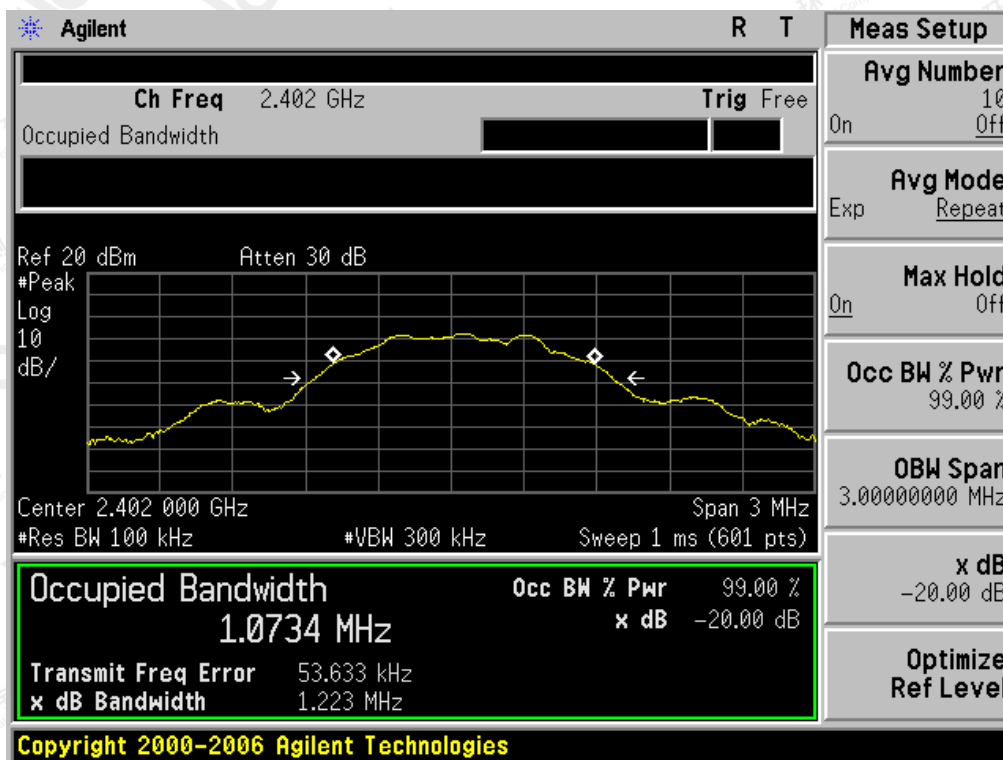 Agilent R T
Ch Freq 2.402 GHz Trig Free
Occupied Bandwidth
Ref 20 dBm Atten 30 dB
#Peak
Log
10
dB/
Center 2.402 000 GHz Span 3 MHz
#Res BW 100 kHz #VBW 300 kHz Sweep 1 ms (601 pts)
Occupied Bandwidth Occ BW % Pwr 99.00 %
1.0734 MHz x dB -20.00 dB
Transmit Freq Error 53.633 kHz
x dB Bandwidth 1.223 MHz
Copyright 2000-2006 Agilent Technologies
Meas Setup
Avg Number
10
On Off
Avg Mode
Exp Repeat
Max Hold
On Off
Occ BW % Pwr
99.00 %
OBW Span
3.00000000 MHz
x dB
-20.00 dB
Optimize
Ref Level